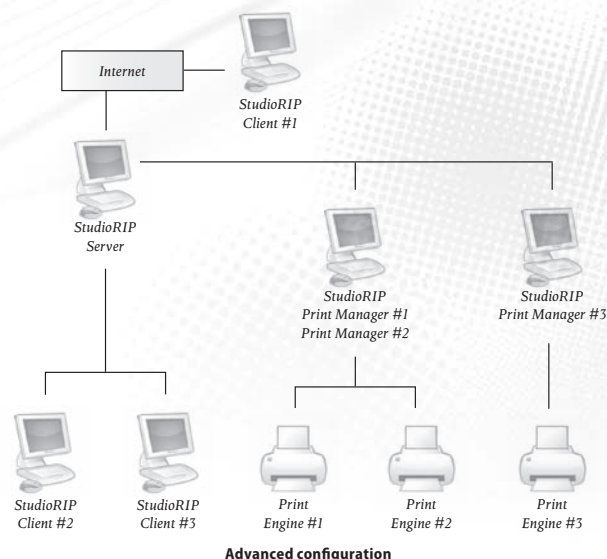 Internet
StudioRIP
Client #1
StudioRIP
Server
StudioRIP
Print Manager #1
Print Manager #2
StudioRIP
Print Manager #3
StudioRIP
Client #2
StudioRIP
Client #3
Print
Engine #1
Print
Engine #2
Print
Engine #3
Advanced configuration